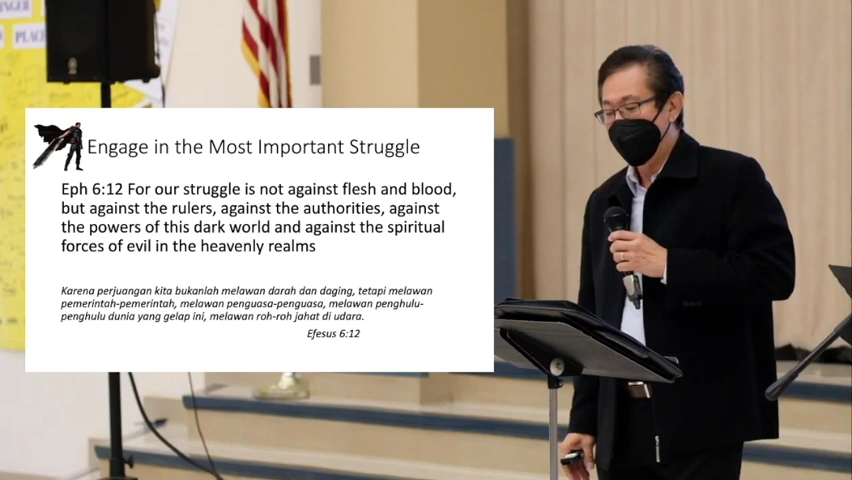 NGER
PLAC
Engage in the Most Important Struggle
Eph 6:12 For our struggle is not against flesh and blood,
but against the rulers, against the authorities, against
the powers of this dark world and against the spiritual
forces of evil in the heavenly realms
Karena perjuangan kita bukanlah melawan darah dan daging, tetapi melawan
pemerintah-pemerintah, melawan penguasa-penguasa, melawan penghulu-
penghulu dunia yang gelap ini, melawan roh-roh jahat di udara.
Efesus 6:12